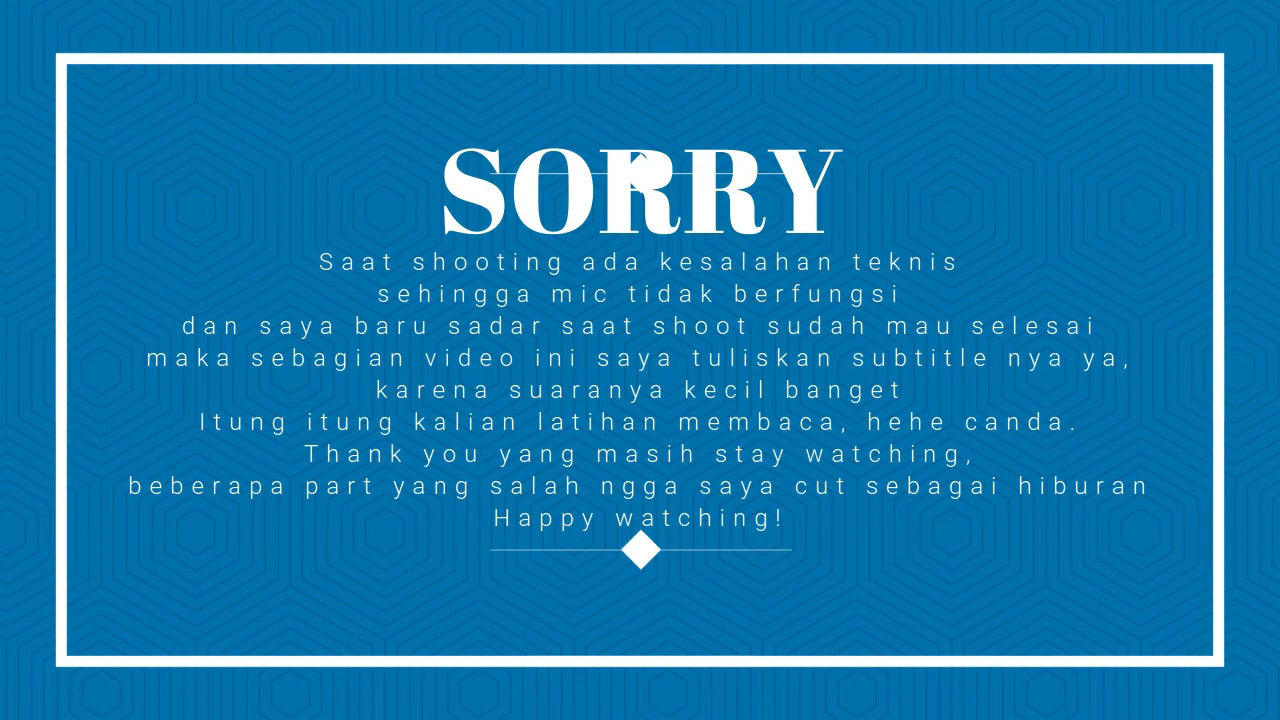 SORRY
Saat shooting ada kesalahan teknis
sehingga mic tidak berfungsi
dan saya baru sadar saat shoot sudah mau selesai
maka sebagian video ini saya tuliskan subtitle nya ya,
karena suaranya kecil banget
Itung itung kalian latihan membaca, hehe canda.
Thank you yang masih stay watching,
beberapa part yang salah ngga saya cut sebagai hiburan
Happy watching!